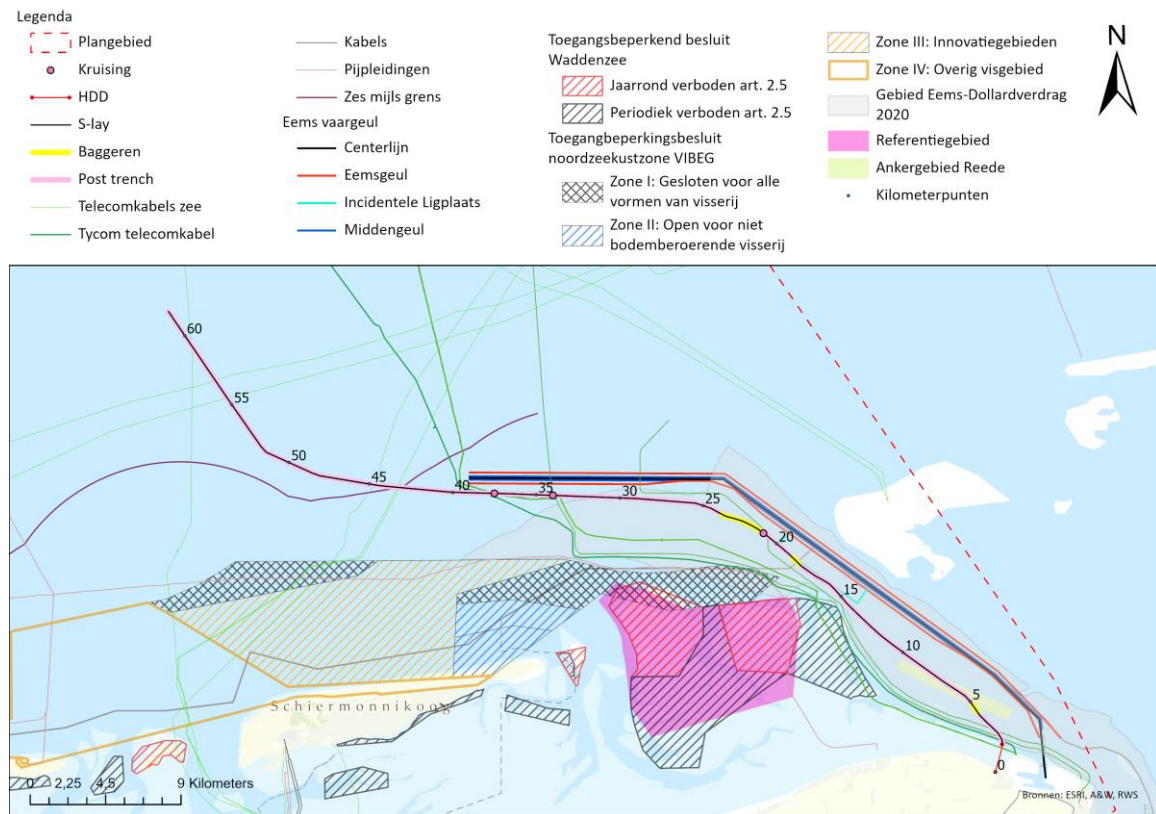 Legenda
Plangebied
Kruising
HDD
S-lay
Baggeren
Post trench
Telecomkabels zee
Tycom telecomkabel
Kabels
Pijpleidingen
Zes mijls grens
Eems vaargeul
Centerlijn
Eemsgeul
Incidentele Ligplaats
Middengeul
Toegangsbeperkend besluit
Waddenzee
Jaarrond verboden art. 2.5
Periodiek verboden art. 2.5
Toegangbeperkingsbesluit
noordzeekustzone VIBEG
Zone I: Gesloten voor alle
vormen van visserij
Zone II: Open voor niet
bodemberoerende visserij
Zone III: Innovatiegebieden
Zone IV: Overig visgebied
Gebied Eems-Dollardverdrag
2020
Referentiegebied
Ankergebied Reede
Kilometerpunten
N
60
55
50
45
40
35
30
25
20
15
10
5
0
Schiermonnikoog
0 2,25 4,5 9 Kilometers
Bronnen: ESRI, A&W, RWS